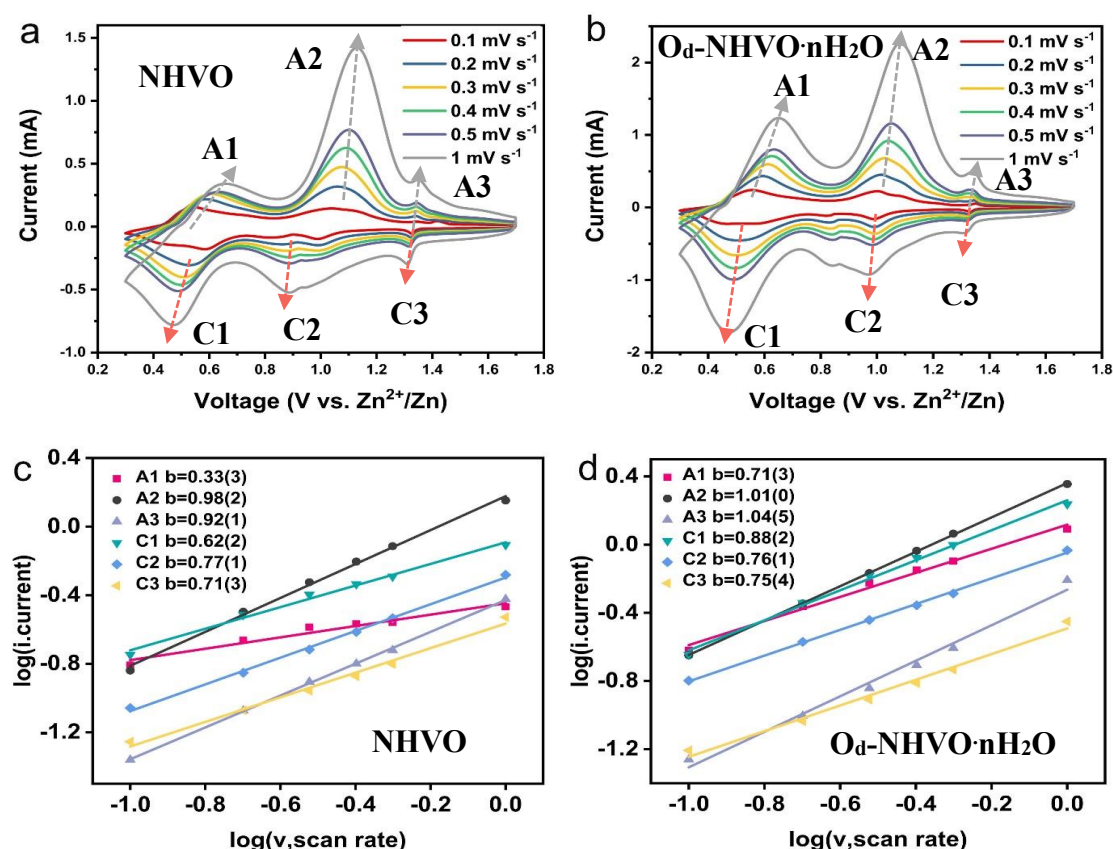 a
NHVO
A1
A2
A3
C1
C2
C3
0.1 mV s⁻¹
0.2 mV s⁻¹
0.3 mV s⁻¹
0.4 mV s⁻¹
0.5 mV s⁻¹
1 mV s⁻¹
1.5
1.0
0.5
0.0
-0.5
-1.0
Current (mA)
0.2 0.4 0.6 0.8 1.0 1.2 1.4 1.6 1.8
Voltage (V vs. Zn²⁺/Zn)
b
Od-NHVO·nH₂O
A1
A2
A3
C1
C2
C3
0.1 mV s⁻¹
0.2 mV s⁻¹
0.3 mV s⁻¹
0.4 mV s⁻¹
0.5 mV s⁻¹
1 mV s⁻¹
2
1
0
-1
-2
Current (mA)
0.2 0.4 0.6 0.8 1.0 1.2 1.4 1.6 1.8
Voltage (V vs. Zn²⁺/Zn)
c
A1 b=0.33(3)
A2 b=0.98(2)
A3 b=0.92(1)
C1 b=0.62(2)
C2 b=0.77(1)
C3 b=0.71(3)
NHVO
0.4
0.0
-0.4
-0.8
-1.2
log(i.current)
-1.0 -0.8 -0.6 -0.4 -0.2 0.0
log(v,scan rate)
d
A1 b=0.71(3)
A2 b=1.01(0)
A3 b=1.04(5)
C1 b=0.88(2)
C2 b=0.76(1)
C3 b=0.75(4)
Od-NHVO·nH₂O
0.4
0.0
-0.4
-0.8
-1.2
log(i.current)
-1.0 -0.8 -0.6 -0.4 -0.2 0.0
log(v,scan rate)